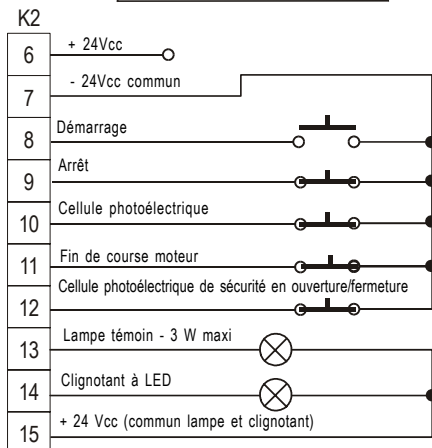 K2
6 + 24Vcc
7 - 24Vcc commun
8 Démarrage
9 Arrêt
10 Cellule photoélectrique
11 Fin de course moteur
12 Cellule photoélectrique de sécurité en ouverture/fermeture
13 Lampe témoin - 3 W maxi
14 Clignotant à LED
15 + 24 Vcc (commun lampe et clignotant)